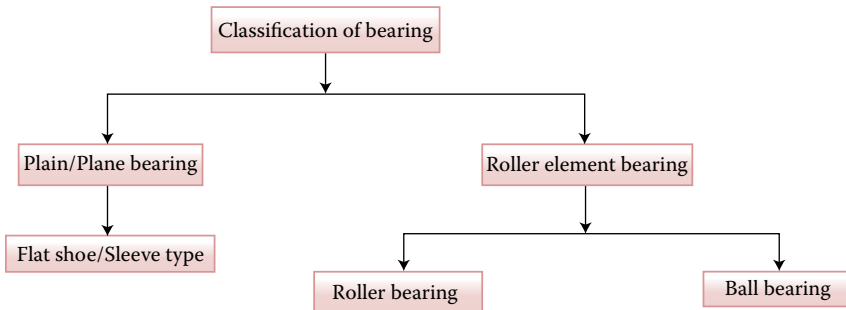 Classification of bearing
Plain/Plane bearing
Roller element bearing
Flat shoe/Sleeve type
Roller bearing
Ball bearing